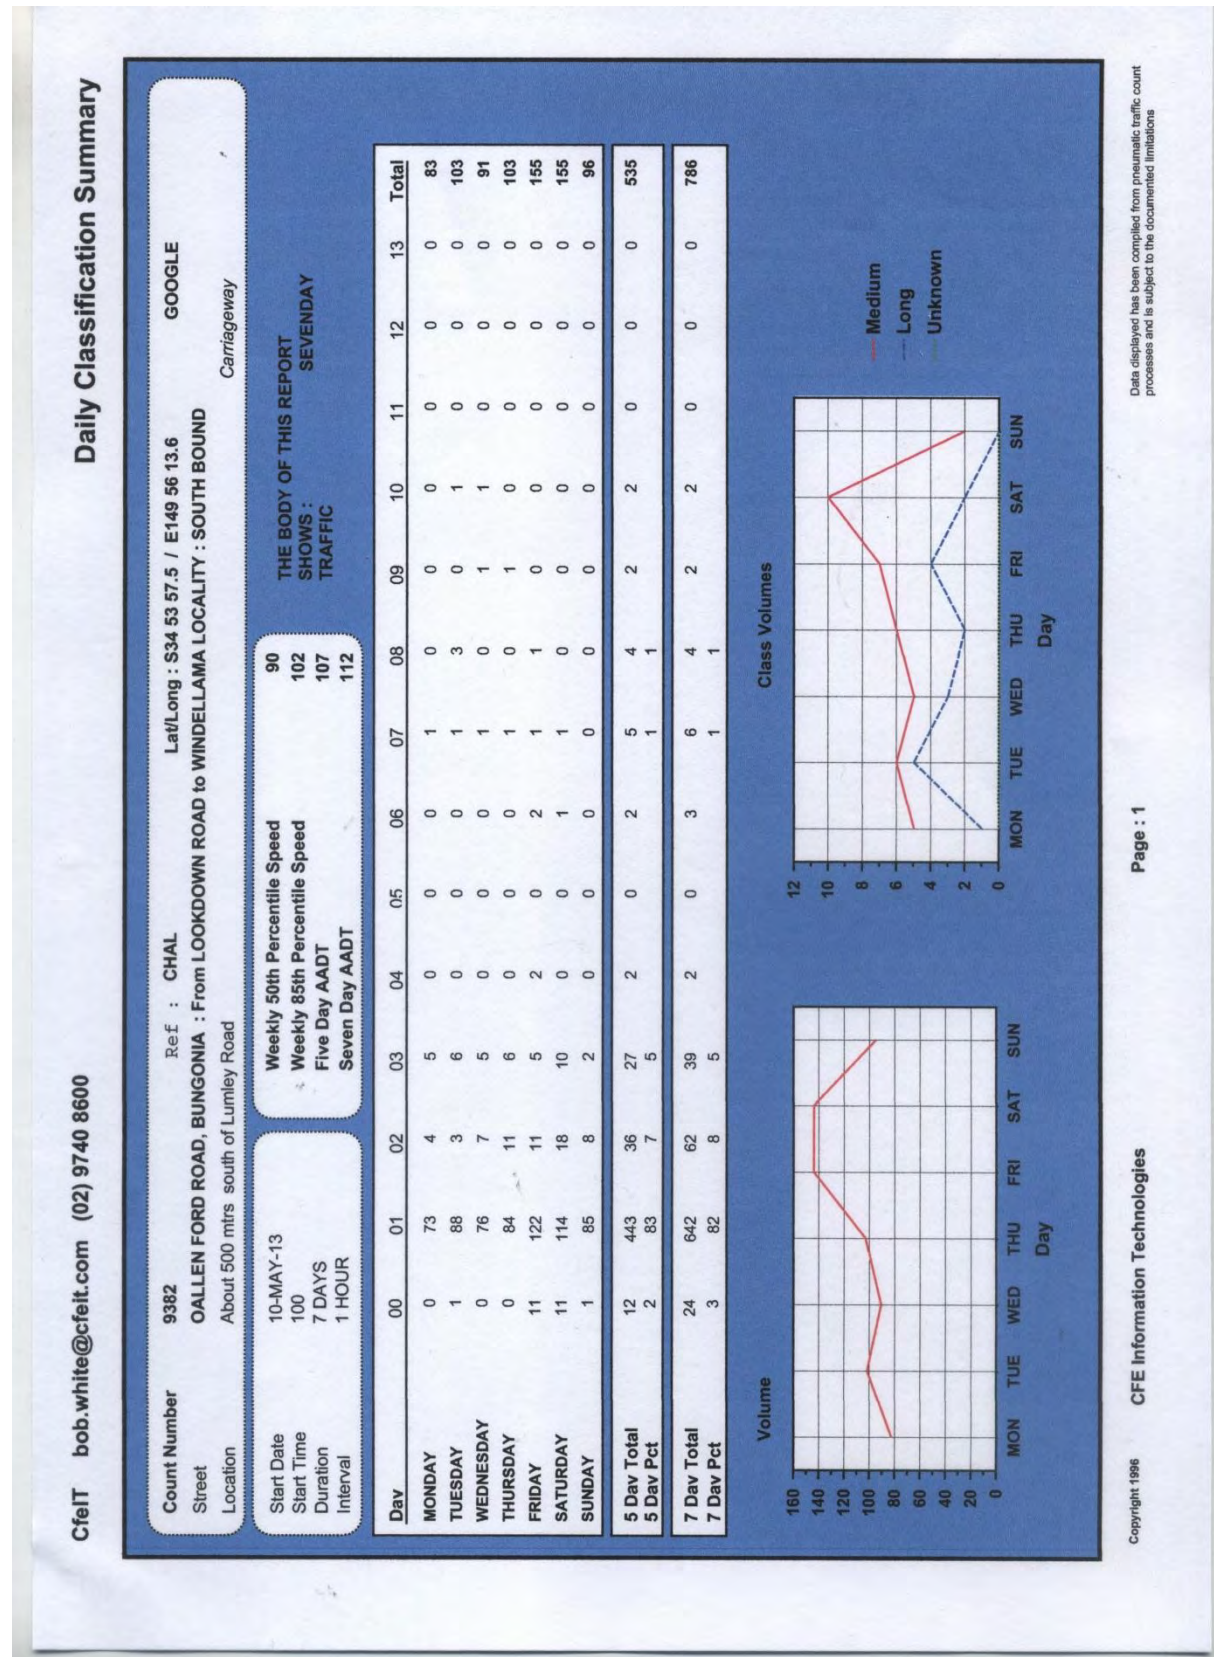 CfeIT bob.white@cfeit.com (02) 9740 8600 Daily Classification Summary
Count Number 9382 Ref : CHAL Lat/Long : S34 53 57.5 / E149 56 13.6 GOOGLE
Street OALLEN FORD ROAD, BUNGONIA : From LOOKDOWN ROAD to WINDELLAMA LOCALITY : SOUTH BOUND
Location About 500 mtrs south of Lumley Road Carriageway
Start Date 10-MAY-13 Weekly 50th Percentile Speed 90 THE BODY OF THIS REPORT
Start Time 100 Weekly 85th Percentile Speed 102 SHOWS : SEVENDAY
Duration 7 DAYS Five Day AADT 107 TRAFFIC
Interval 1 HOUR Seven Day AADT 112
Day 00 01 02 03 04 05 06 07 08 09 10 11 12 13 Total
MONDAY 0 73 4 5 0 0 0 1 0 0 0 0 0 0 83
TUESDAY 1 88 3 6 0 0 0 1 3 0 1 0 0 0 103
WEDNESDAY 0 76 7 5 0 0 0 1 0 1 1 0 0 0 91
THURSDAY 0 84 11 6 0 0 0 1 0 1 0 0 0 0 103
FRIDAY 11 122 11 5 2 0 2 1 1 0 0 0 0 0 155
SATURDAY 11 114 18 10 0 0 1 1 0 0 0 0 0 0 155
SUNDAY 1 85 8 2 0 0 0 0 0 0 0 0 0 0 96
5 Day Total 12 443 36 27 2 0 2 5 4 2 2 0 0 0 535
5 Day Pct 2 83 7 5 1 1
7 Day Total 24 642 62 39 2 0 3 6 4 2 2 0 0 0 786
7 Day Pct 3 82 8 5 1 1
Volume
160
140
120
100
80
60
40
20
0
MON TUE WED THU FRI SAT SUN
Day
Class Volumes
12
10
8
6
4
2
0
MON TUE WED THU FRI SAT SUN
Day
Medium
Long
Unknown
Copyright 1996 CFE Information Technologies Page : 1
Data displayed has been compiled from pneumatic traffic count
processes and is subject to the documented limitations